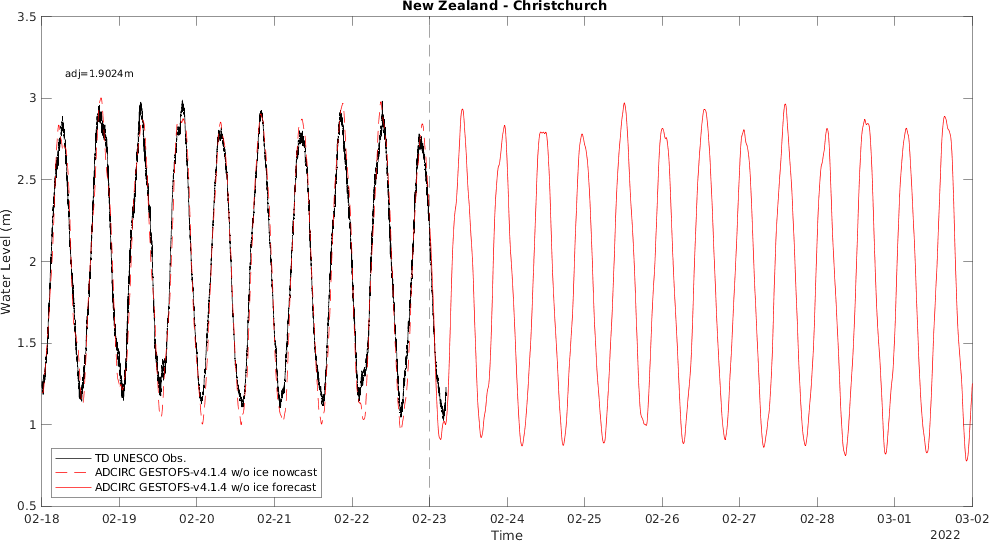 New Zealand - Christchurch
3.5
3
2.5
2
1.5
1
0.5
Water Level (m)
adj=1.9024m
TD UNESCO Obs.
ADCIRC GESTOFS-v4.1.4 w/o ice nowcast
ADCIRC GESTOFS-v4.1.4 w/o ice forecast
02-18 02-19 02-20 02-21 02-22 02-23 02-24 02-25 02-26 02-27 02-28 03-01 03-02
Time
2022